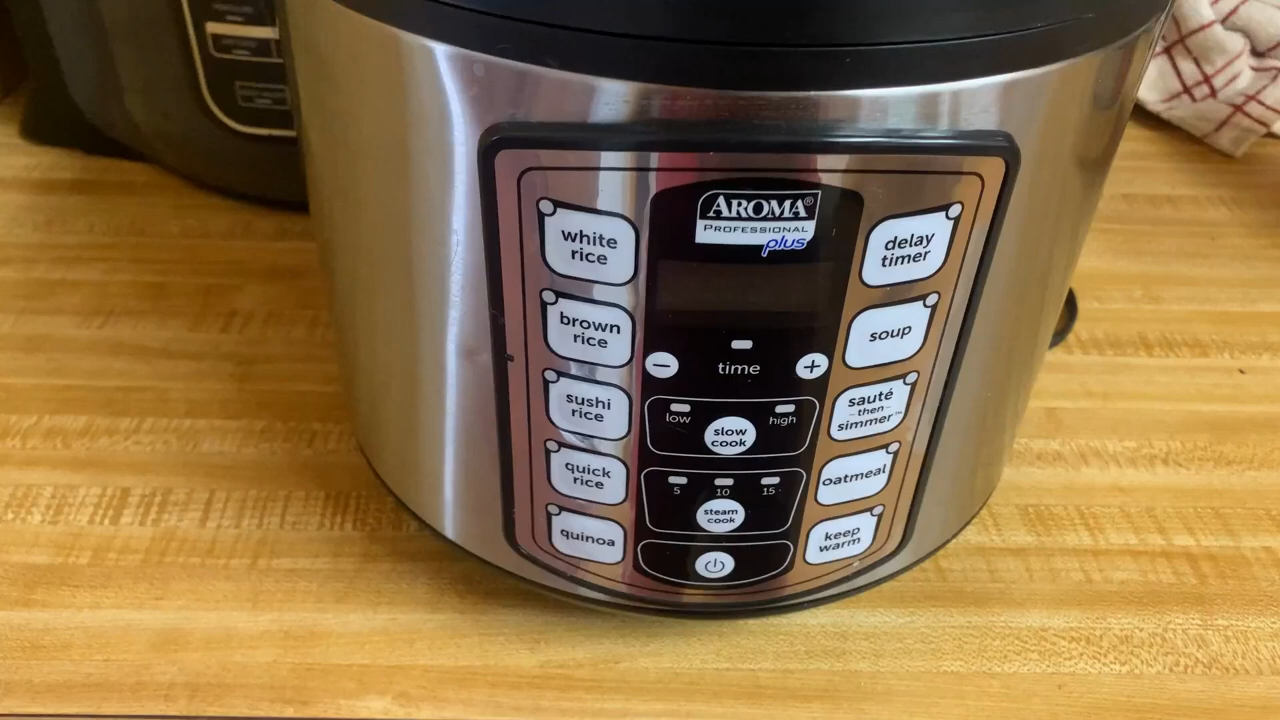 AROMA®
PROFESSIONAL
plus
white
rice
brown
rice
sushi
rice
quick
rice
quinoa
time
low
high
slow
cook
5 10 15
steam
cook
delay
timer
soup
sauté
-then-
simmer™
oatmeal
keep
warm